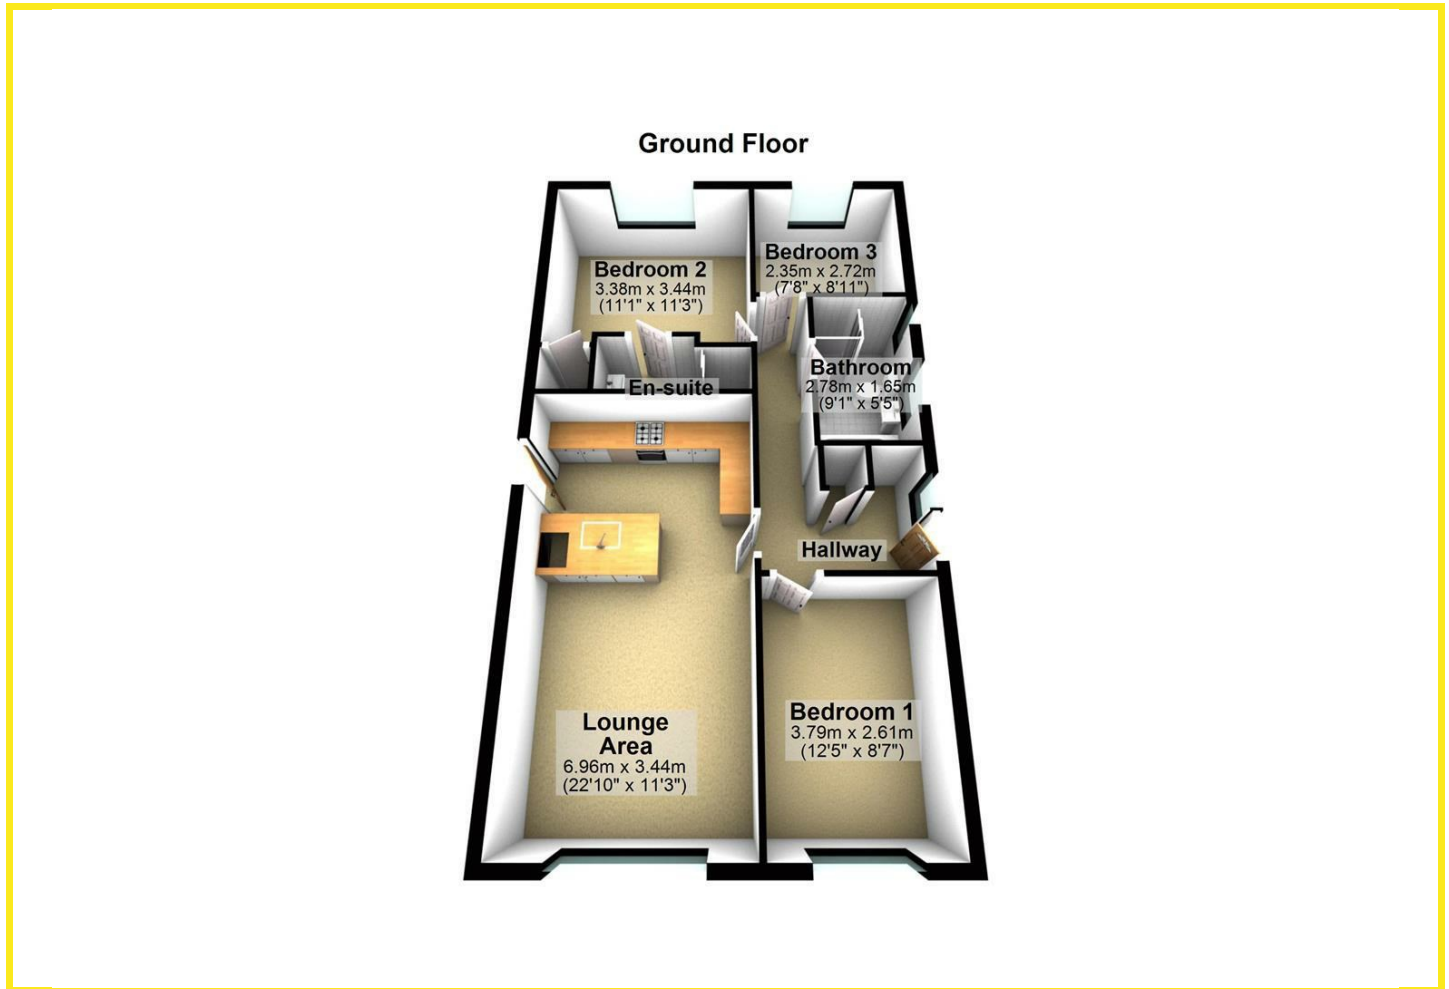 Ground Floor
Bedroom 2
3.38m x 3.44m
(11'1" x 11'3")
Bedroom 3
2.35m x 2.72m
(7'8" x 8'11")
En-suite
Bathroom
2.78m x 1.65m
(9'1" x 5'5")
Hallway
Lounge
Area
6.96m x 3.44m
(22'10" x 11'3")
Bedroom 1
3.79m x 2.61m
(12'5" x 8'7")